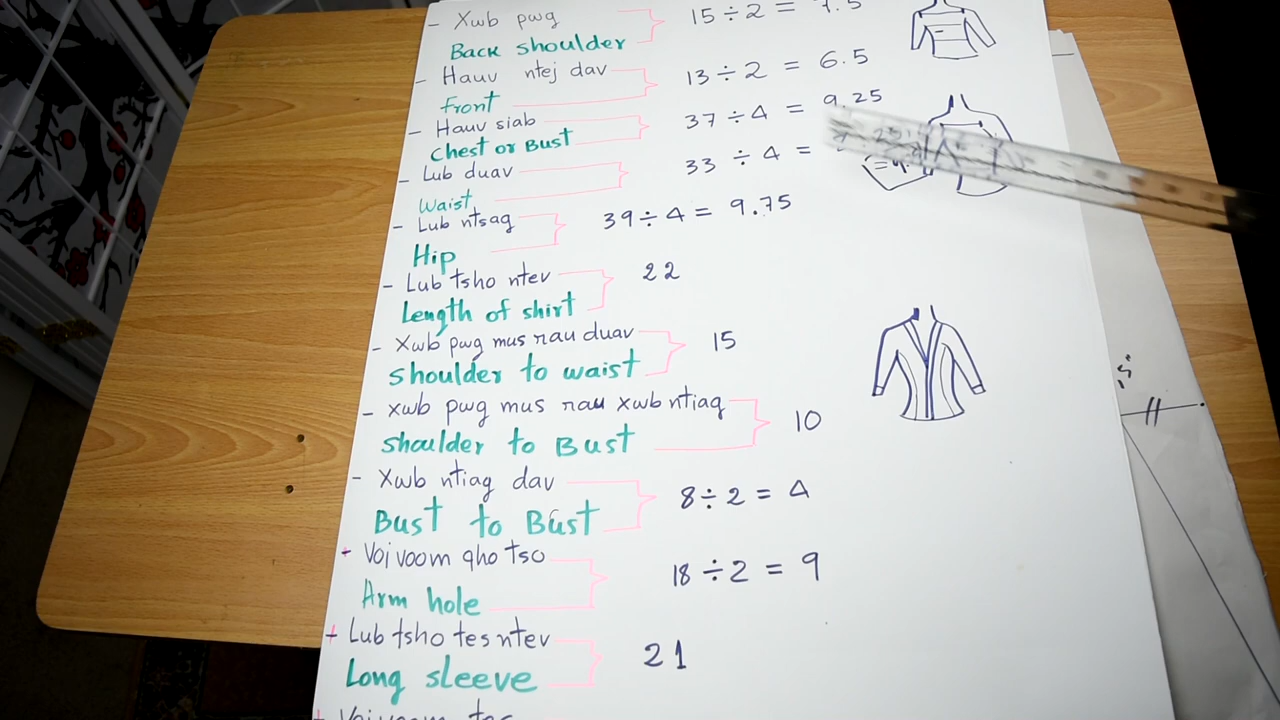 - Xwb pwg 15 ÷ 2 = 7.5
Back shoulder
- Hauv ntej dav 13 ÷ 2 = 6.5
Front
- Hauv siab 37 ÷ 4 = 9.25
Chest or Bust
- Lub duav 33 ÷ 4 =
Waist
- Lub ntsag 39 ÷ 4 = 9.75
Hip
- Lub tsho ntev 22
Length of shirt
- Xwb pwg mus rau duav 15
Shoulder to waist
- Xwb pwg mus rau xwb ntiag 10
Shoulder to Bust
- Xwb ntiag dav 8 ÷ 2 = 4
Bust to Bust
+ Voj voom qho tso 18 ÷ 2 = 9
Arm hole
+ Lub tsho tes ntev 21
Long sleeve
+ Voj voom